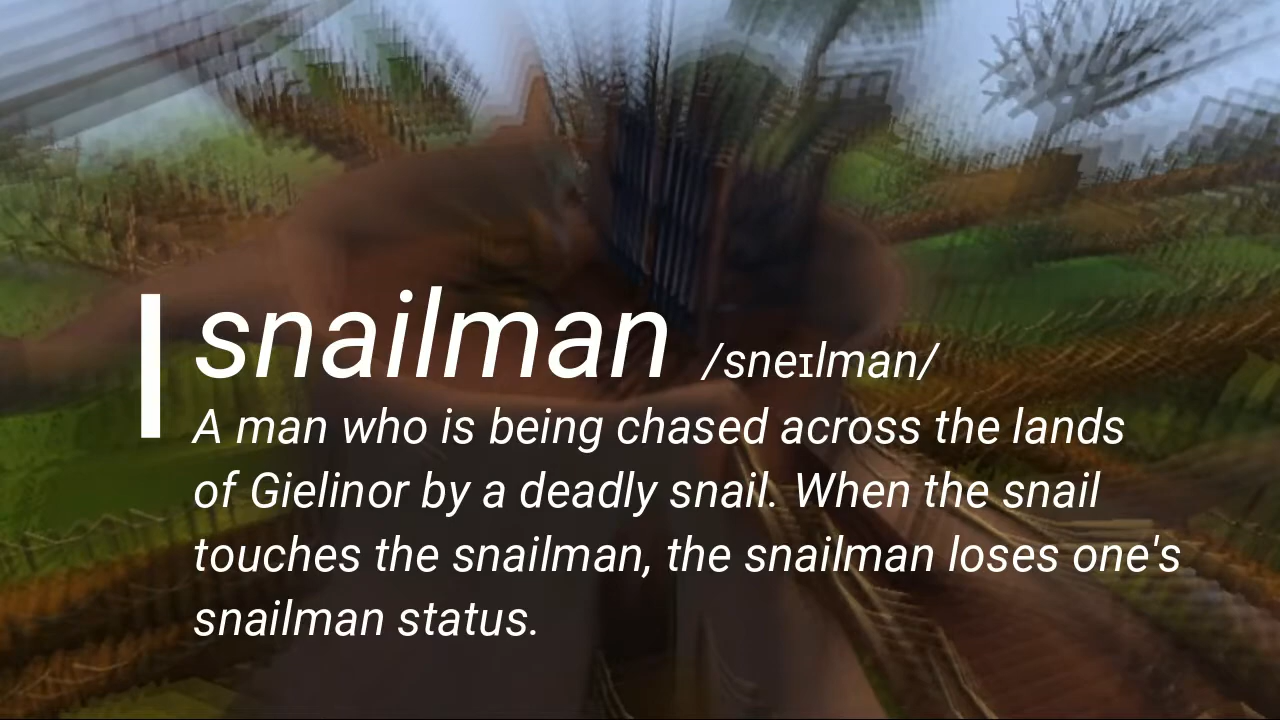 snailman /sneɪlman/
A man who is being chased across the lands
of Gielinor by a deadly snail. When the snail
touches the snailman, the snailman loses one's
snailman status.